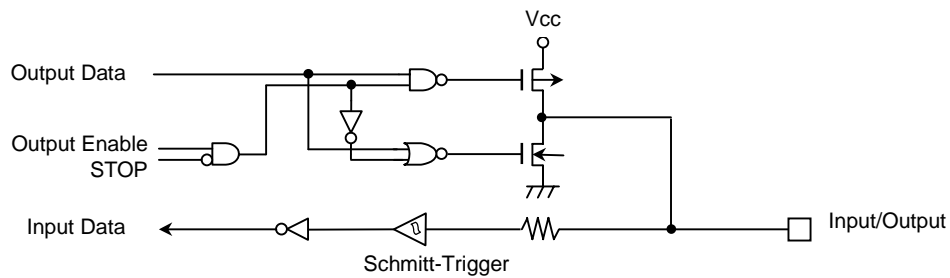 Vcc
Output Data
Output Enable
STOP
Input Data
Input/Output
Schmitt-Trigger